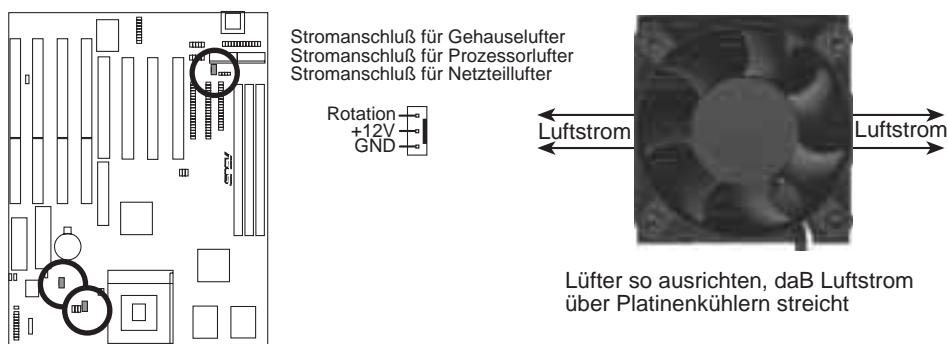 Stromanschluß für Gehauselufter
Stromanschluß für Prozessorlufter
Stromanschluß für Netzteillufter
Rotation
+12V
GND
Luftstrom
Luftstrom
Lüfter so ausrichten, daB Luftstrom
über Platinenkühlern streicht